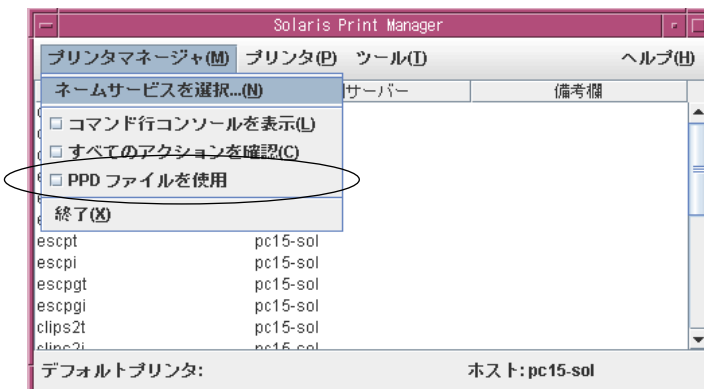 Solaris Print Manager
プリンタマネージャ(M) プリンタ(P) ツール(T) ヘルプ(H)
ネームサービスを選択...(N) サーバー 備考欄
コマンド行コンソールを表示(L)
すべてのアクションを確認(C)
PPD ファイルを使用
終了(X)
escpt pc15-sol
escpi pc15-sol
escpgt pc15-sol
escpgi pc15-sol
clips2t pc15-sol
clips2i pc15-sol
デフォルトプリンタ: ホスト: pc15-sol